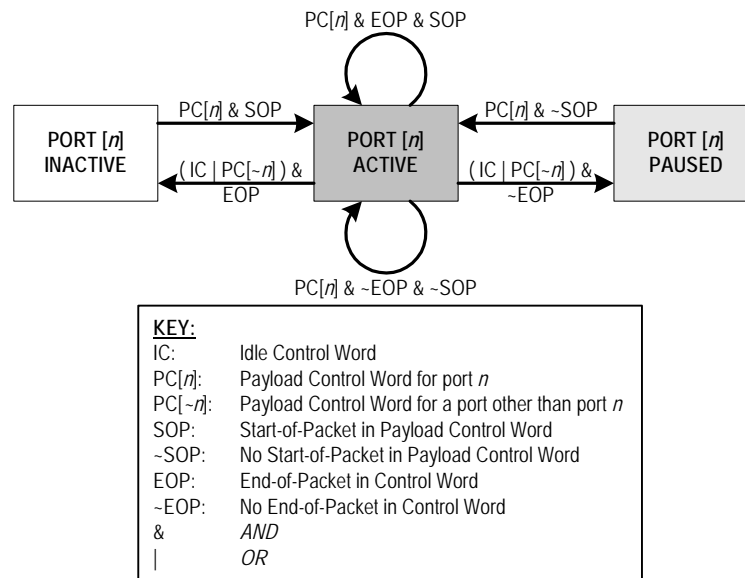 PC[n] & EOP & SOP
PC[n] & SOP
PC[n] & ~SOP
PORT [n]
INACTIVE
PORT [n]
ACTIVE
PORT [n]
PAUSED
( IC | PC[~n] ) &
EOP
(IC | PC[~n] ) &
~EOP
PC[n] & ~EOP & ~SOP
KEY:
IC: Idle Control Word
PC[n]: Payload Control Word for port n
PC[~n]: Payload Control Word for a port other than port n
SOP: Start-of-Packet in Payload Control Word
~SOP: No Start-of-Packet in Payload Control Word
EOP: End-of-Packet in Control Word
~EOP: No End-of-Packet in Control Word
& AND
| OR